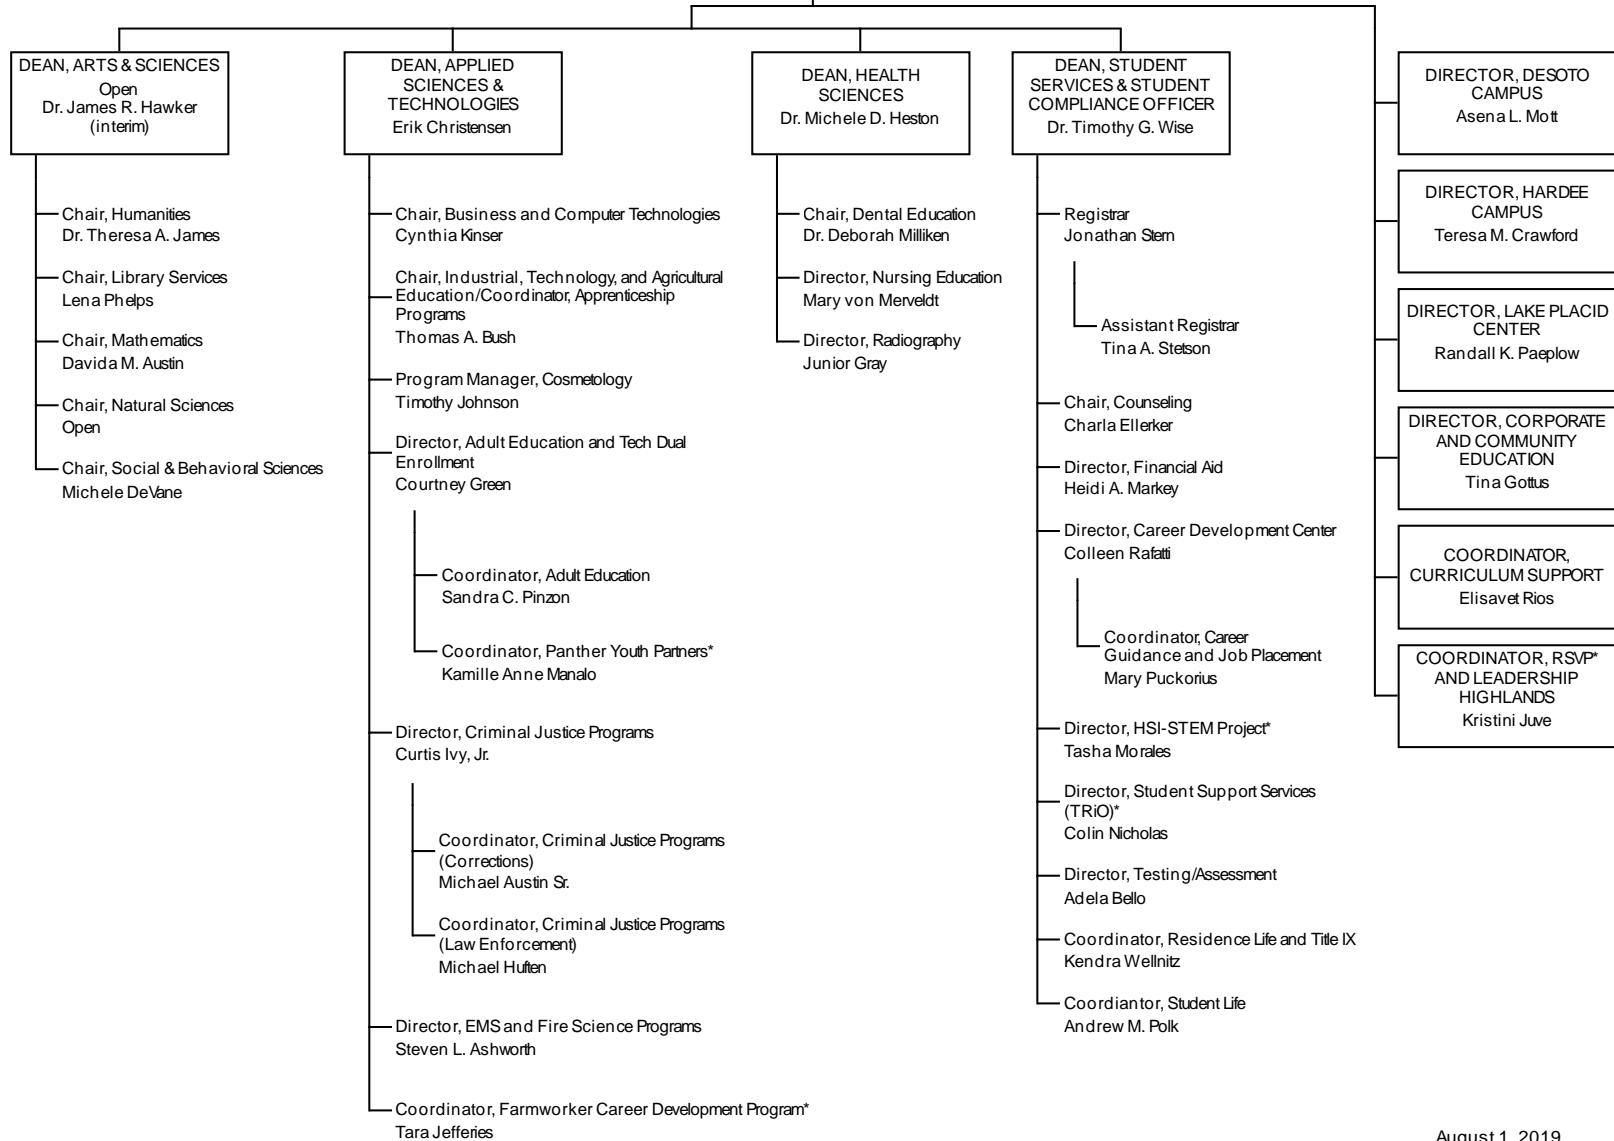 DEAN, ARTS & SCIENCES
Open
Dr. James R. Hawker
(interim)
Chair, Humanities
Dr. Theresa A. James
Chair, Library Services
Lena Phelps
Chair, Mathematics
Davida M. Austin
Chair, Natural Sciences
Open
Chair, Social & Behavioral Sciences
Michele DeVane
DEAN, APPLIED
SCIENCES &
TECHNOLOGIES
Erik Christensen
Chair, Business and Computer Technologies
Cynthia Kinser
Chair, Industrial, Technology, and Agricultural
Education/Coordinator, Apprenticeship
Programs
Thomas A. Bush
Program Manager, Cosmetology
Timothy Johnson
Director, Adult Education and Tech Dual
Enrollment
Courtney Green
Coordinator, Adult Education
Sandra C. Pinzon
Coordinator, Panther Youth Partners*
Kamille Anne Manalo
Director, Criminal Justice Programs
Curtis Ivy, Jr.
Coordinator, Criminal Justice Programs
(Corrections)
Michael Austin Sr.
Coordinator, Criminal Justice Programs
(Law Enforcement)
Michael Huften
Director, EMS and Fire Science Programs
Steven L. Ashworth
Coordinator, Farmworker Career Development Program*
Tara Jefferies
DEAN, HEALTH
SCIENCES
Dr. Michele D. Heston
Chair, Dental Education
Dr. Deborah Milliken
Director, Nursing Education
Mary von Merveldt
Director, Radiography
Junior Gray
DEAN, STUDENT
SERVICES & STUDENT
COMPLIANCE OFFICER
Dr. Timothy G. Wise
Registrar
Jonathan Stern
Assistant Registrar
Tina A. Stetson
Chair, Counseling
Charla Ellerker
Director, Financial Aid
Heidi A. Markey
Director, Career Development Center
Colleen Rafatti
Coordinator, Career
Guidance and Job Placement
Mary Puckorius
Director, HSI-STEM Project*
Tasha Morales
Director, Student Support Services
(TRiO)*
Colin Nicholas
Director, Testing/Assessment
Adela Bello
Coordinator, Residence Life and Title IX
Kendra Wellnitz
Coordiantor, Student Life
Andrew M. Polk
DIRECTOR, DESOTO
CAMPUS
Asena L. Mott
DIRECTOR, HARDEE
CAMPUS
Teresa M. Crawford
DIRECTOR, LAKE PLACID
CENTER
Randall K. Paeplow
DIRECTOR, CORPORATE
AND COMMUNITY
EDUCATION
Tina Gottus
COORDINATOR,
CURRICULUM SUPPORT
Elisavet Rios
COORDINATOR, RSVP*
AND LEADERSHIP
HIGHLANDS
Kristini Juve
August 1, 2019